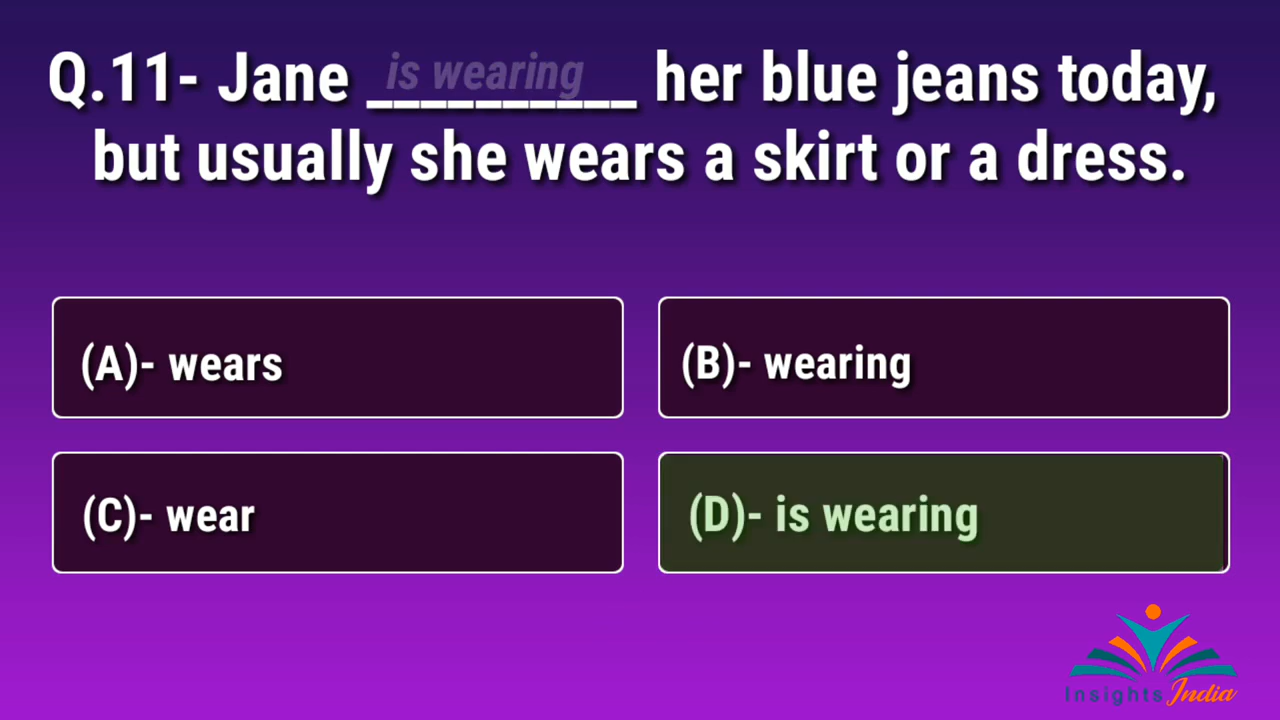 Q.11- Jane is wearing __________ her blue jeans today,
but usually she wears a skirt or a dress.
(A)- wears
(B)- wearing
(C)- wear
(D)- is wearing
Insights India